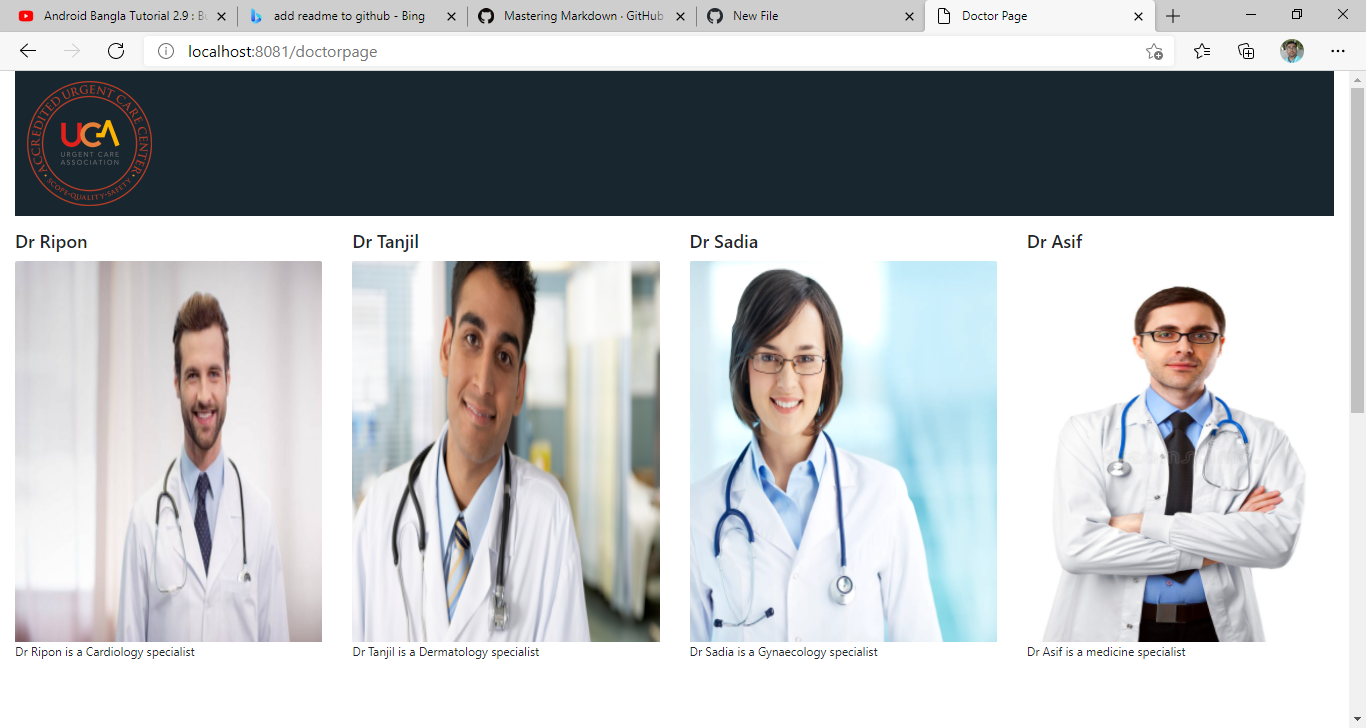 Android Bangla Tutorial 2.9 : B
add readme to github - Bing
Mastering Markdown · GitHub
New File
Doctor Page
localhost:8081/doctorpage
ACCREDITED URGENT CARE CENTER
UCA
URGENT CARE
ASSOCIATION
• SCOPE•QUALITY•SAFETY •
Dr Ripon
Dr Tanjil
Dr Sadia
Dr Asif
Dr Ripon is a Cardiology specialist
Dr Tanjil is a Dermatology specialist
Dr Sadia is a Gynaecology specialist
Dr Asif is a medicine specialist